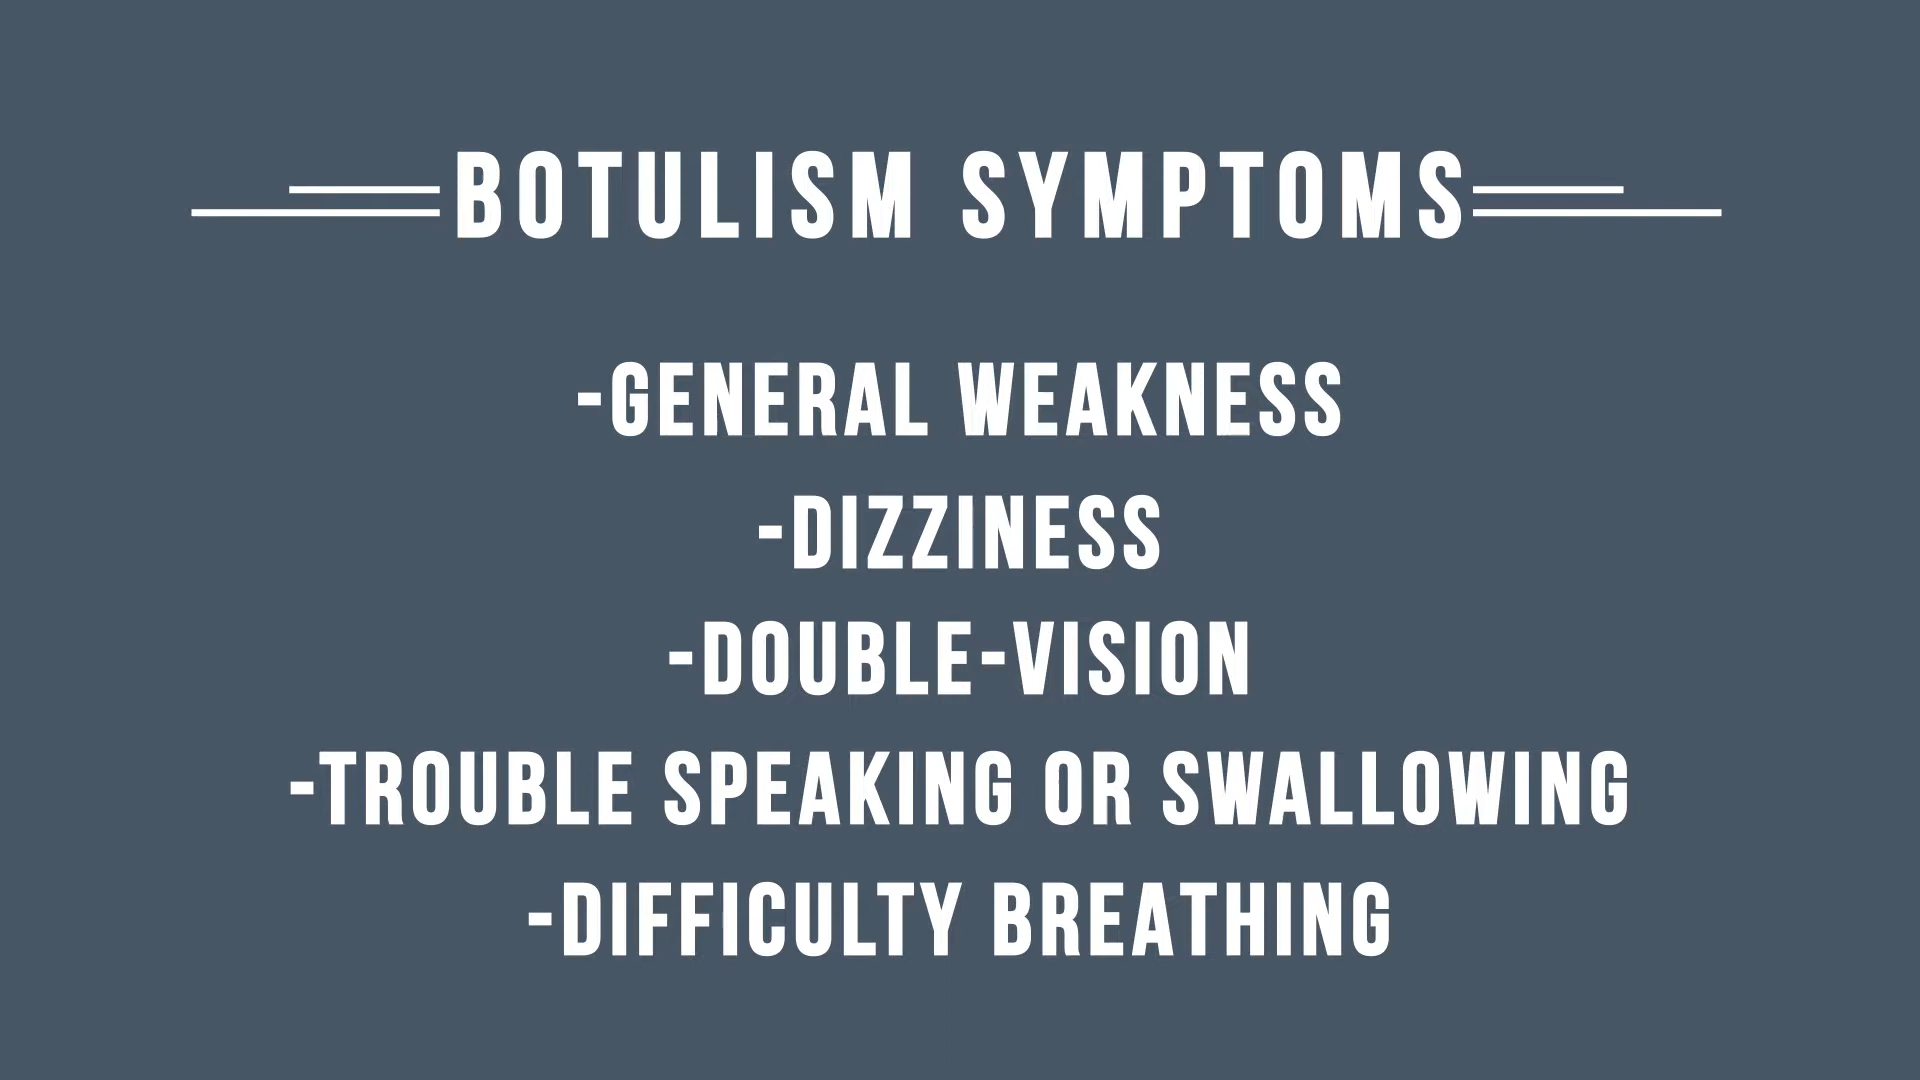 BOTULISM SYMPTOMS
-GENERAL WEAKNESS
-DIZZINESS
-DOUBLE-VISION
-TROUBLE SPEAKING OR SWALLOWING
-DIFFICULTY BREATHING